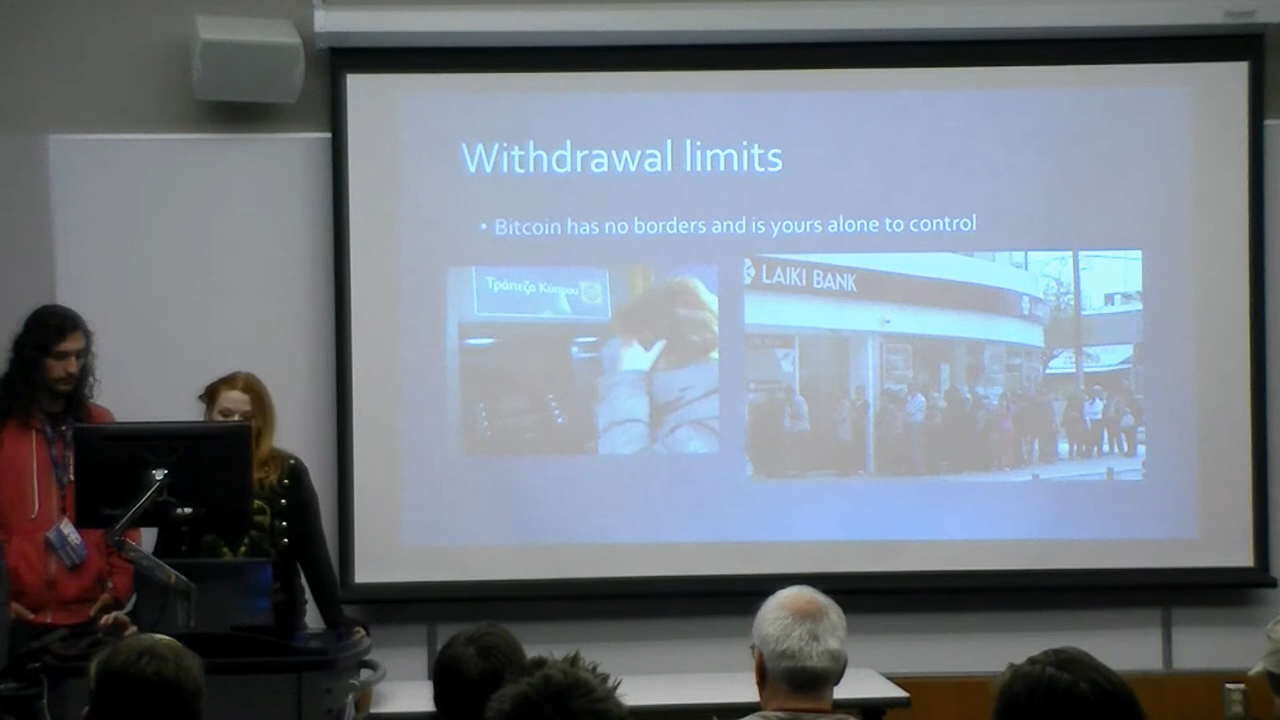 Withdrawal limits
• Bitcoin has no borders and is yours alone to control
Τράπεζα Κύπρου
LAIKI BANK